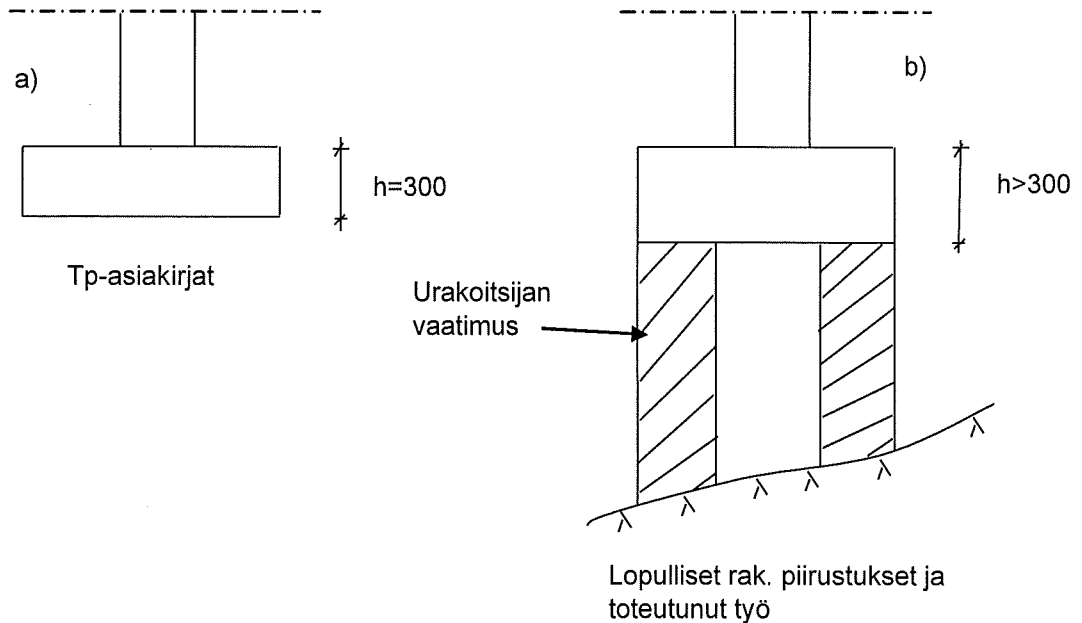 a)
h=300
Tp-asiakirjat
b)
h>300
Urakoitsijan
vaatimus
Lopulliset rak. piirustukset ja
toteutunut työ